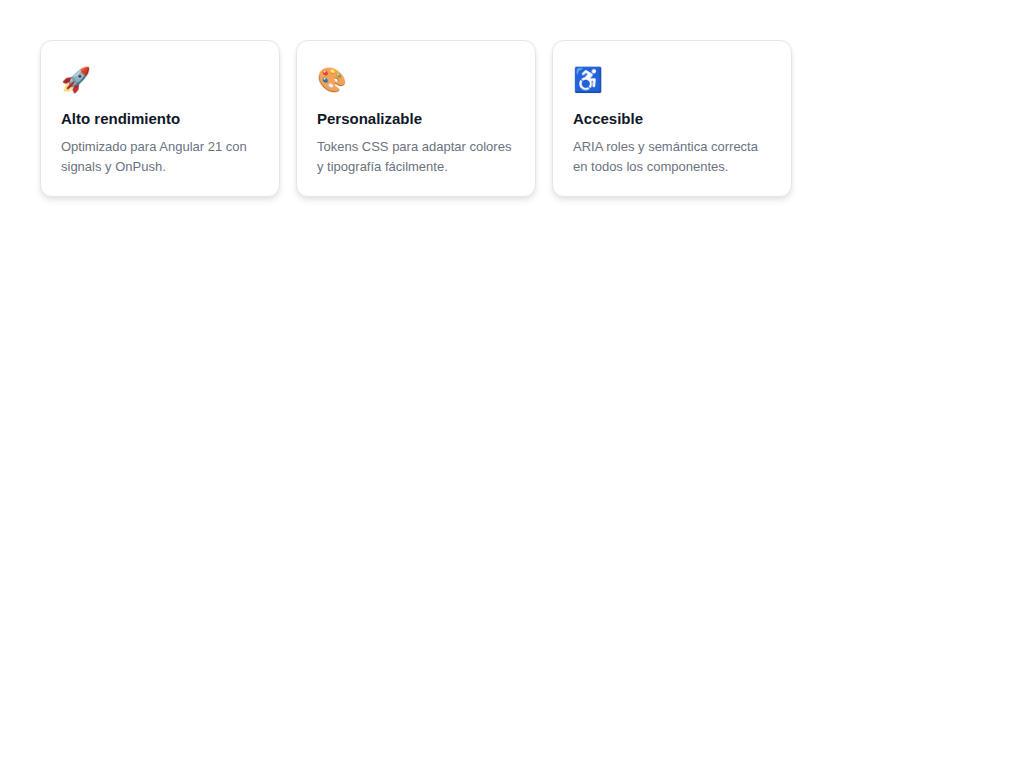 Alto rendimiento
Optimizado para Angular 21 con
signals y OnPush.
Personalizable
Tokens CSS para adaptar colores
y tipografía fácilmente.
Accesible
ARIA roles y semántica correcta
en todos los componentes.